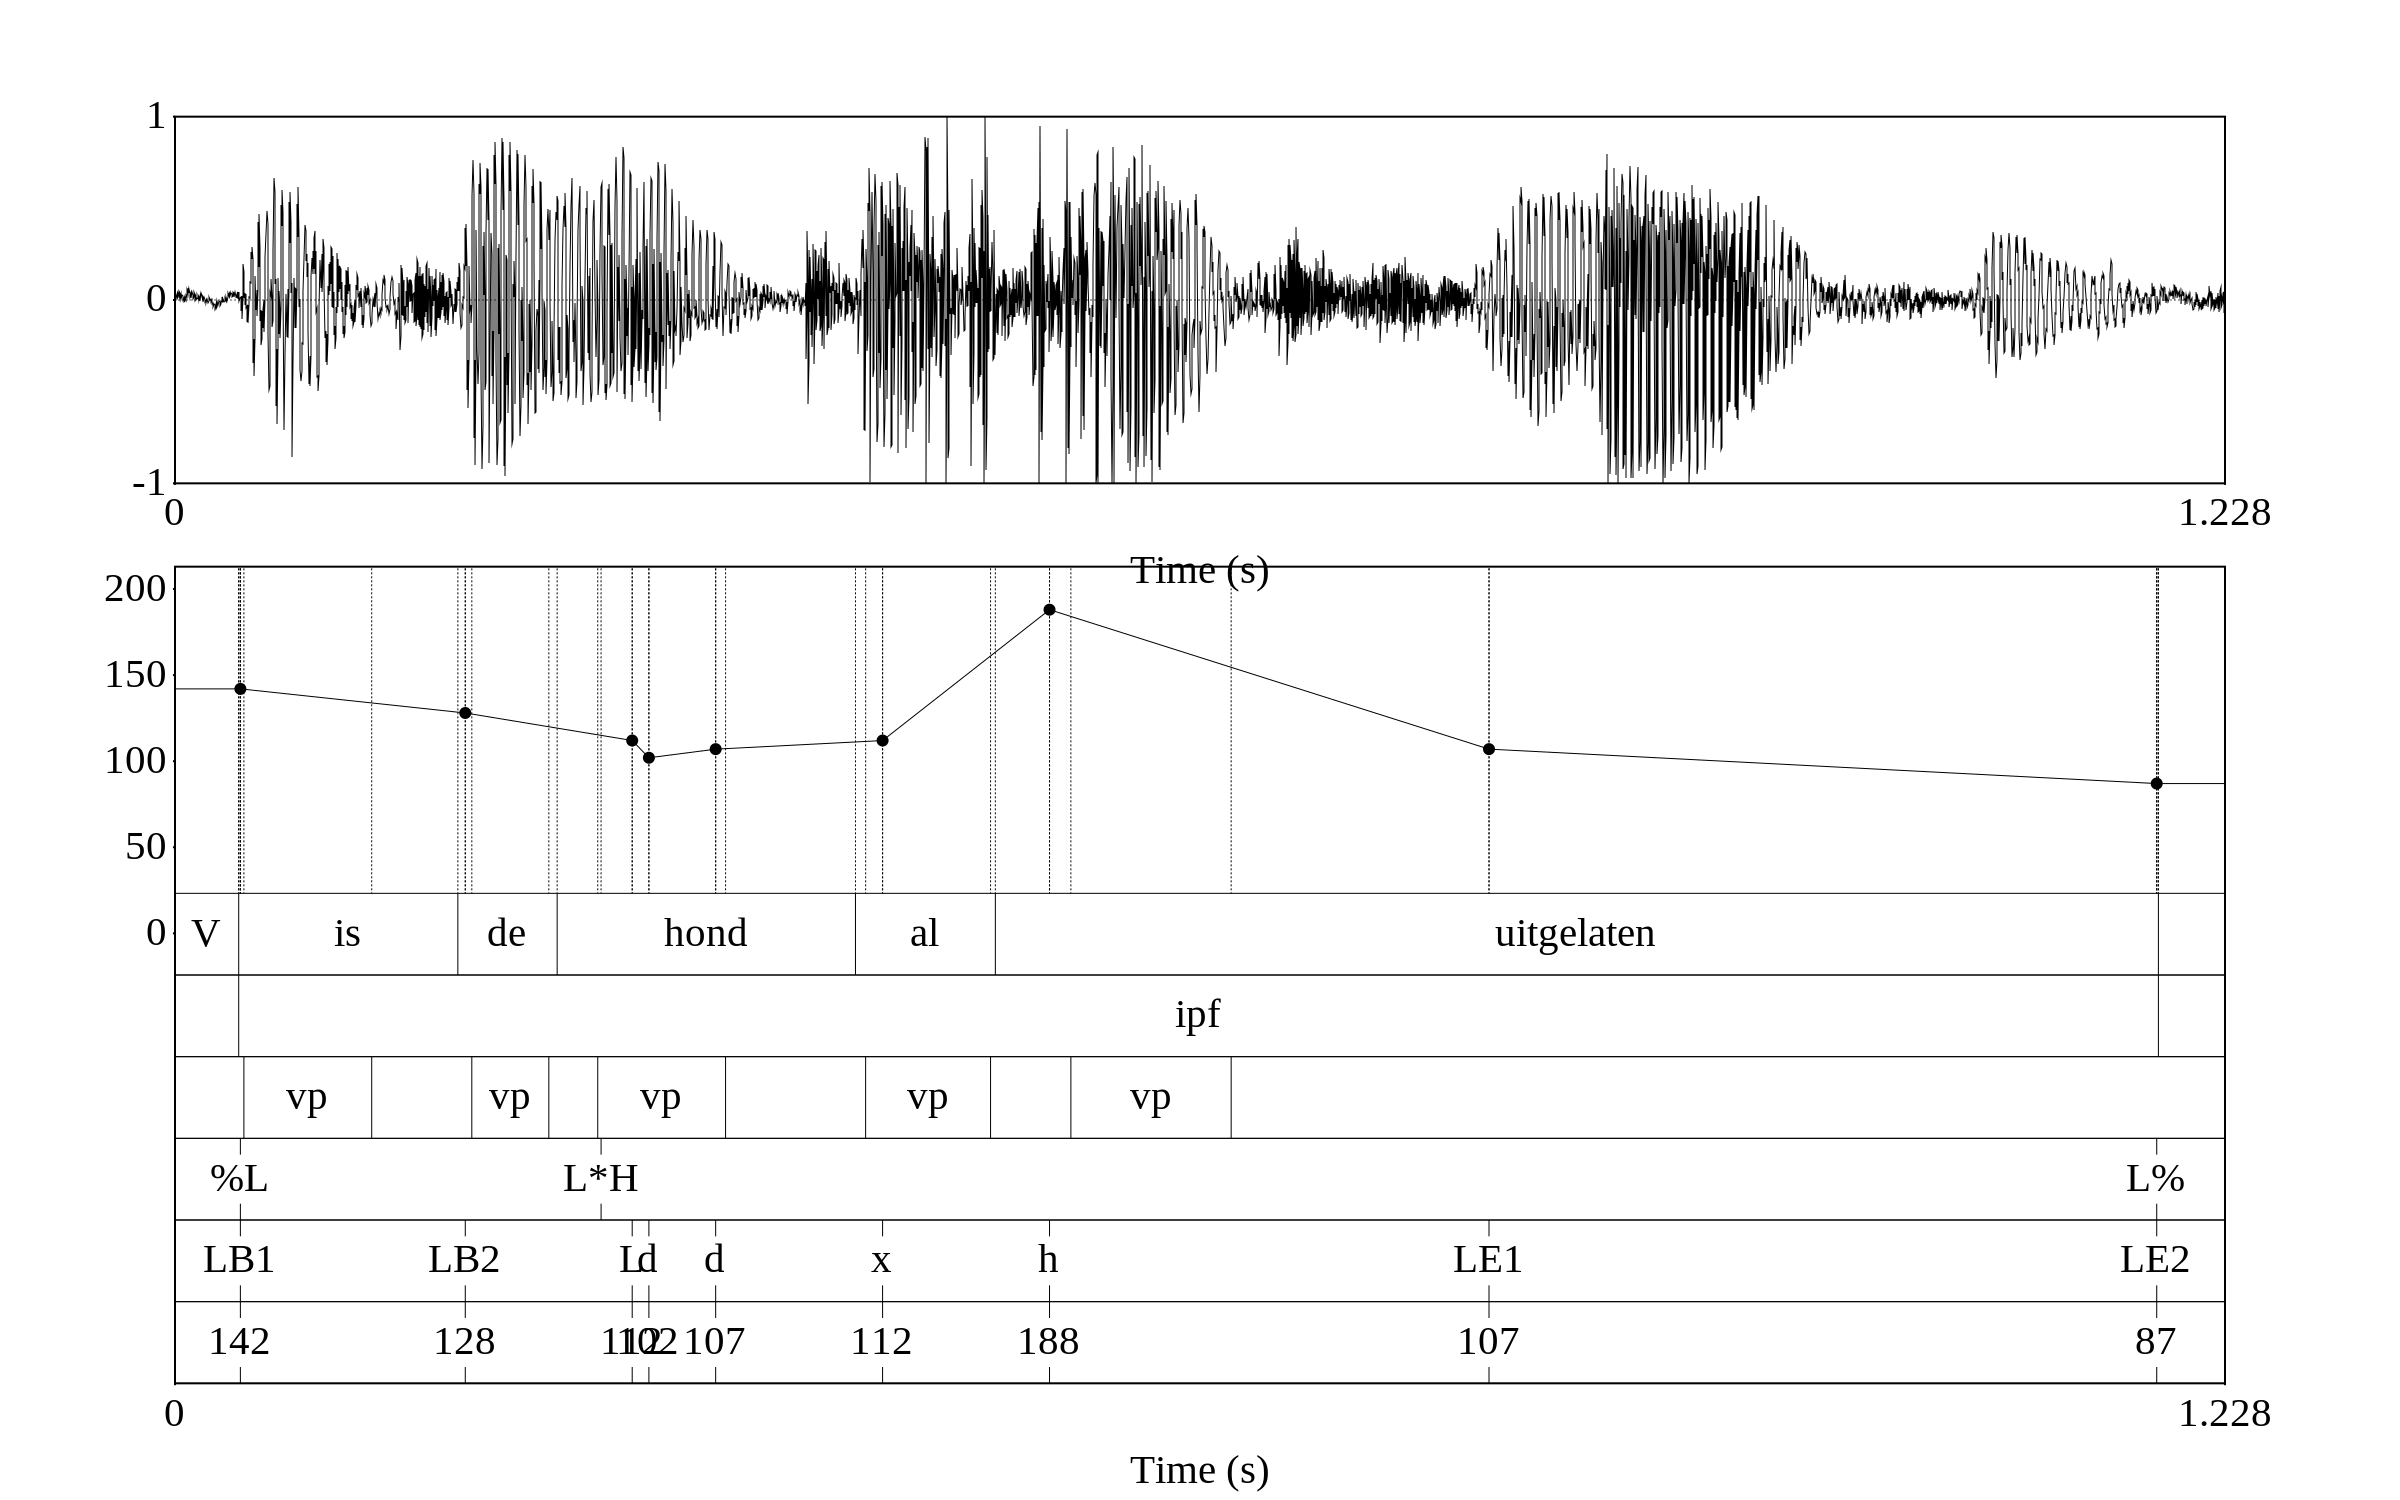 1
0
-1
0 1.228
Time (s)
200
150
100
50
0
V is de hond al uitgelaten
ipf
vp vp vp vp vp
%L L*H L%
LB1 LB2 L d d x h LE1 LE2
142 128 112 102 107 112 188 107 87
0 1.228
Time (s)